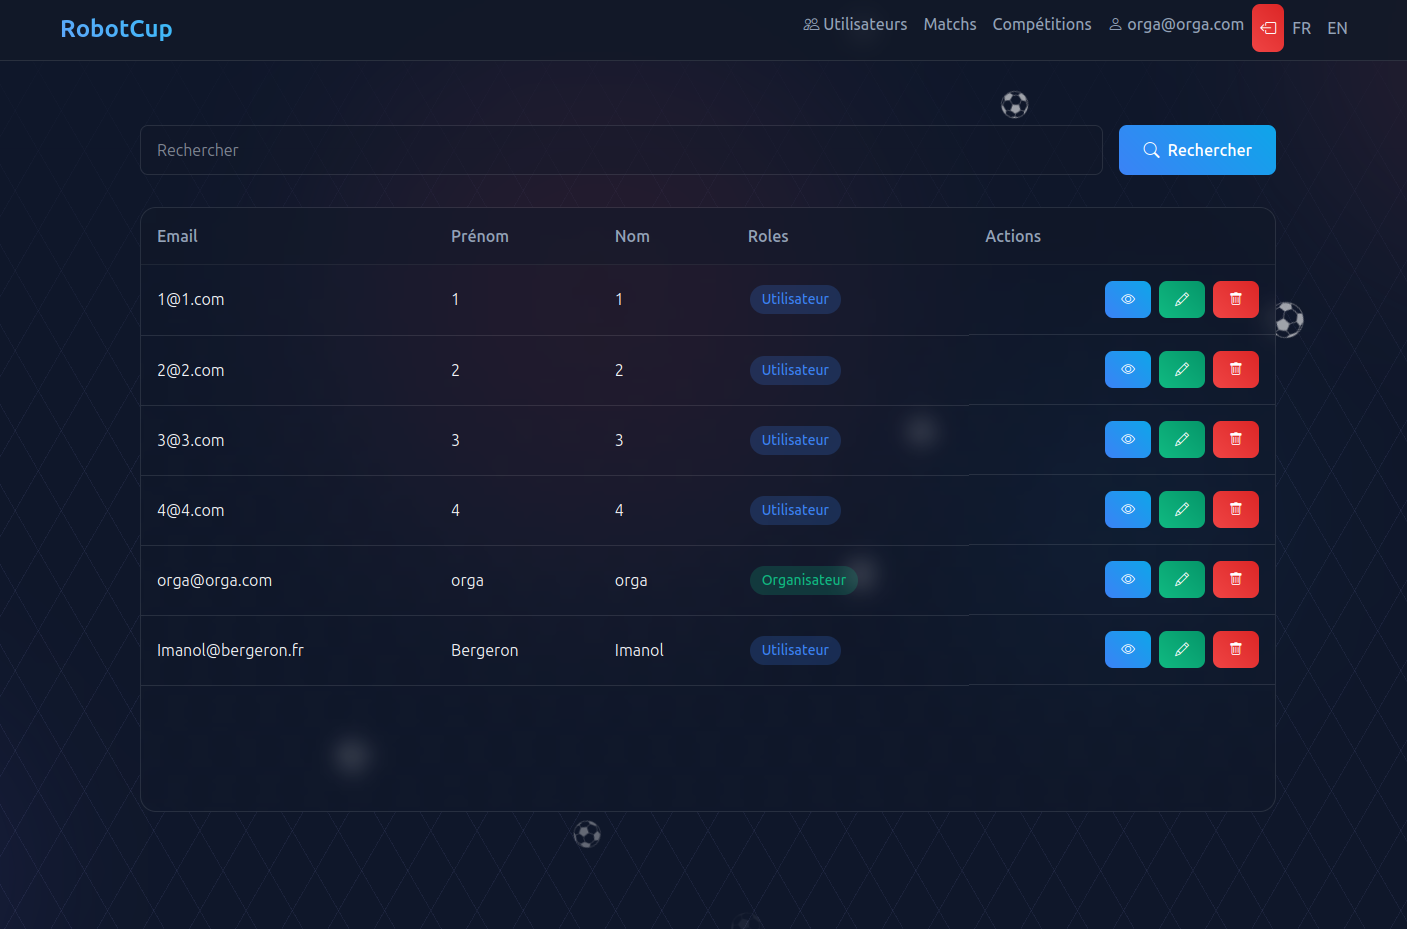 RobotCup
Utilisateurs Matchs Compétitions orga@orga.com FR EN
Rechercher Rechercher
Email Prénom Nom Roles Actions
1@1.com 1 1 Utilisateur
2@2.com 2 2 Utilisateur
3@3.com 3 3 Utilisateur
4@4.com 4 4 Utilisateur
orga@orga.com orga orga Organisateur
Imanol@bergeron.fr Bergeron Imanol Utilisateur